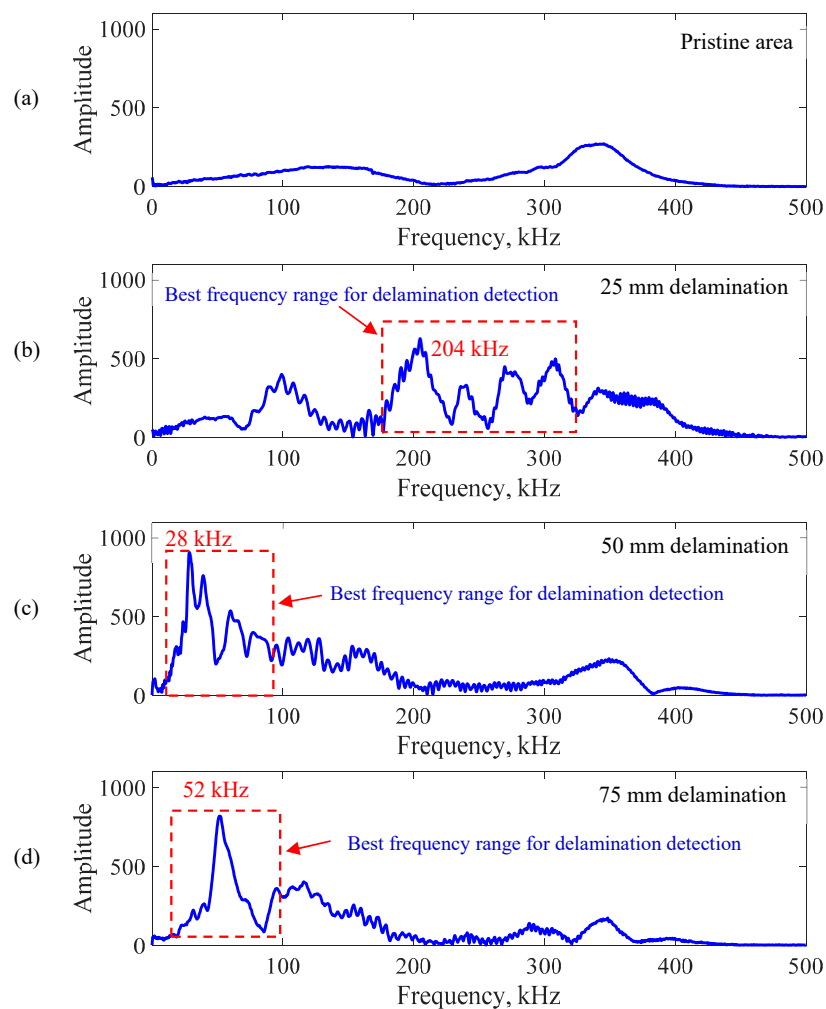 (a)
Amplitude
1000
500
0
Pristine area
0 100 200 300 400 500
Frequency, kHz
(b)
Amplitude
1000
500
0
Best frequency range for delamination detection
25 mm delamination
204 kHz
0 100 200 300 400 500
Frequency, kHz
(c)
Amplitude
1000
500
0
28 kHz
50 mm delamination
Best frequency range for delamination detection
0 100 200 300 400 500
Frequency, kHz
(d)
Amplitude
1000
500
0
52 kHz
75 mm delamination
Best frequency range for delamination detection
0 100 200 300 400 500
Frequency, kHz